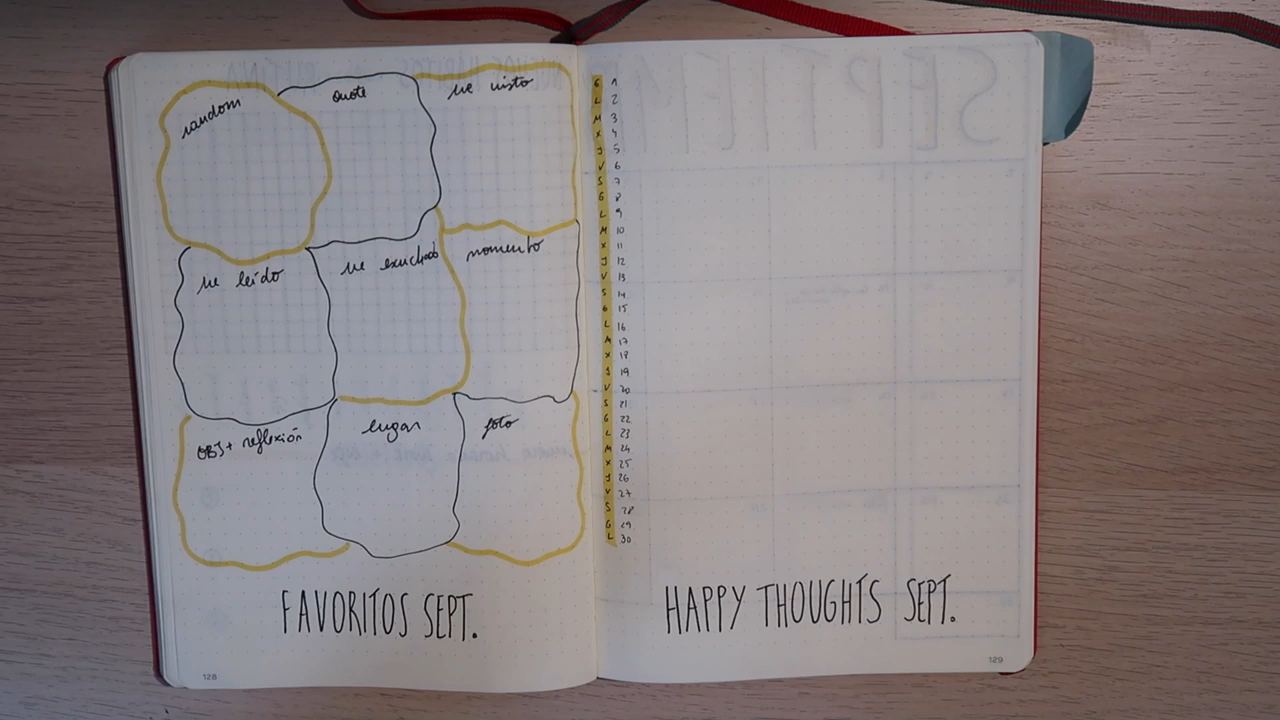 random
quote
he visto
he leído
he escuchado
momento
OBJ + reflexión
lugar
foto
FAVORITOS SEPT.
128
D 1
L 2
M 3
X 4
J 5
V 6
S 7
D 8
L 9
M 10
X 11
J 12
V 13
S 14
D 15
L 16
M 17
X 18
J 19
V 20
S 21
D 22
L 23
M 24
X 25
J 26
V 27
S 28
D 29
L 30
HAPPY THOUGHTS SEPT.
129